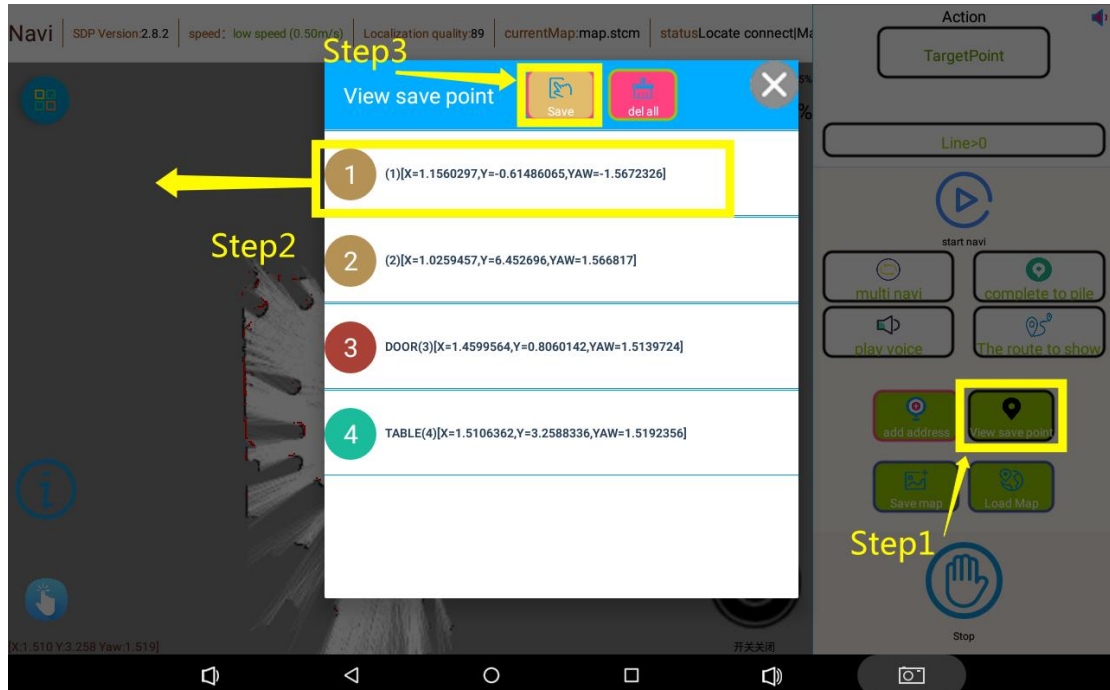 Navi
SDP Version:2.8.2
speed: low speed (0.50m/s)
Localization quality:89
currentMap:map.stcm
statusLocate connect|Ma
Step3
View save point
Save
del all
5%
%
1
(1)[X=1.1560297,Y=-0.61486065,YAW=-1.5672326]
Step2
2
(2)[X=1.0259457,Y=6.452696,YAW=1.566817]
3
DOOR(3)[X=1.4599564,Y=0.8060142,YAW=1.5139724]
4
TABLE(4)[X=1.5106362,Y=3.2588336,YAW=1.5192356]
[X:1.510 Y:3.258 Yaw:1.519]
开关关闭
Action
TargetPoint
Line>0
start navi
multi navi
complete to pile
play voice
The route to show
add address
View save point
Save map
Load Map
Step1
Stop